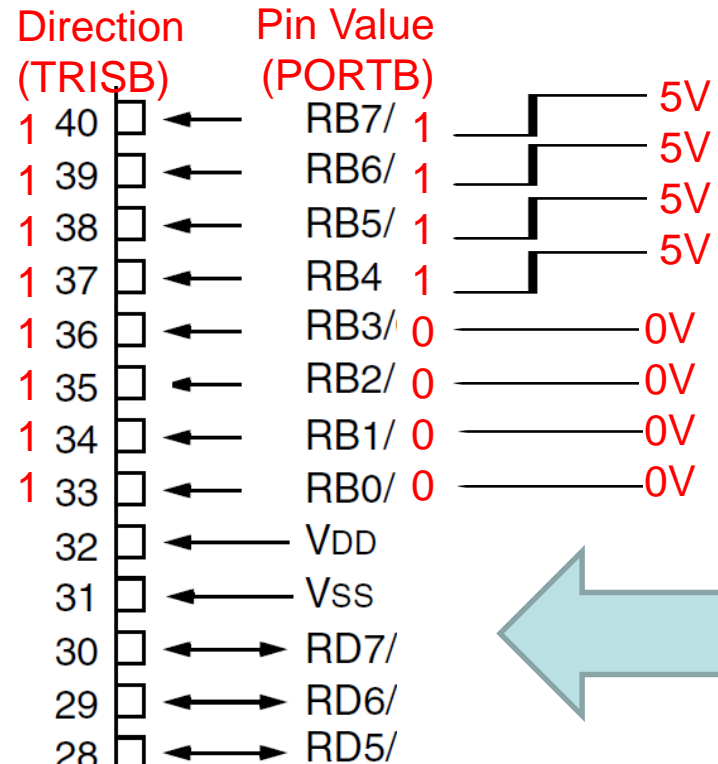 Direction Pin Value
(TRISB) (PORTB)
5V
1 40 RB7/ 1
5V
1 39 RB6/ 1
5V
1 38 RB5/ 1
5V
1 37 RB4 1
1 36 RB3/ 0 0V
1 35 RB2/ 0 0V
1 34 RB1/ 0 0V
1 33 RB0/ 0 0V
32 VDD
31 VSS
30 RD7/
29 RD6/
28 RD5/